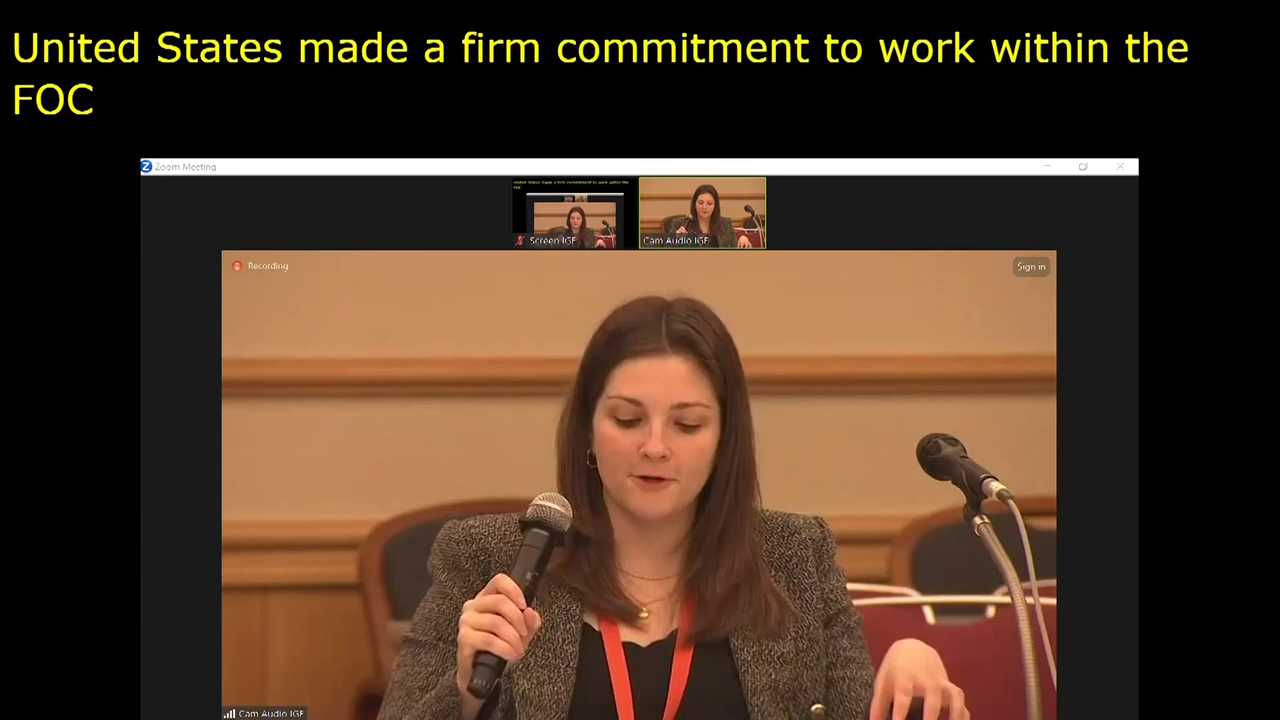 United States made a firm commitment to work within the
FOC
Zoom Meeting
Screen IGF
Cam Audio IGF
Recording
Sign in
Cam Audio IGF